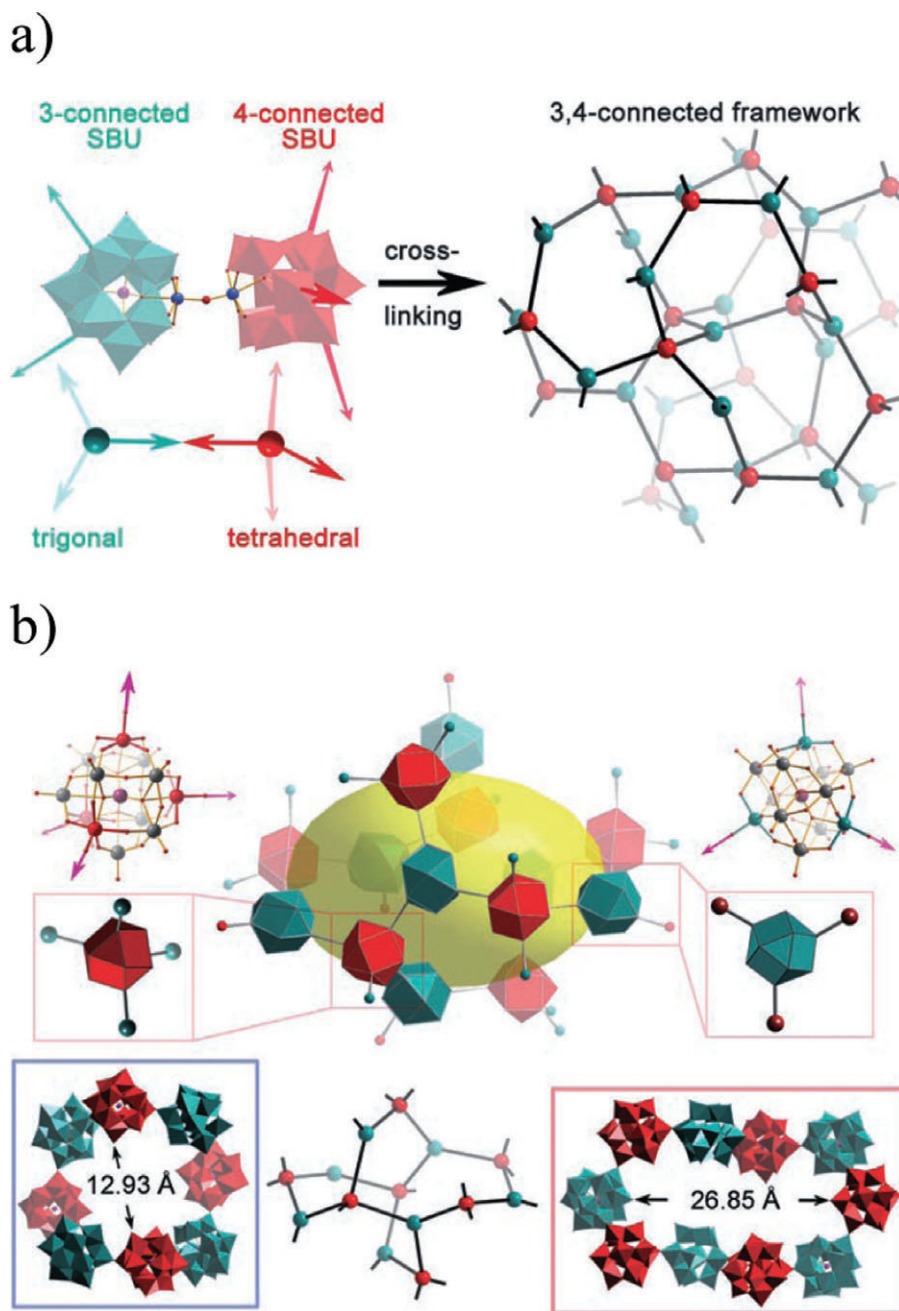 a)
3-connected
SBU
4-connected
SBU
3,4-connected framework
cross-
linking
trigonal
tetrahedral
b)
12.93 Å
26.85 Å